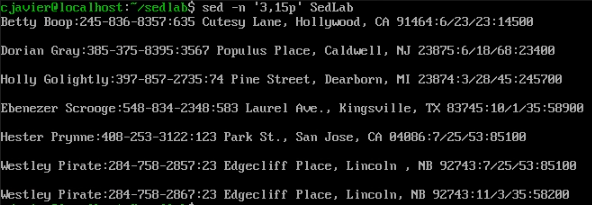 cjavier@localhost:~/sedlab$ sed -n '3,15p' SedLab
Betty Boop:245-836-8357:635 Cutesy Lane, Hollywood, CA 91464:6/23/23:14500
Dorian Gray:385-375-8395:3567 Populus Place, Caldwell, NJ 23875:6/18/68:23400
Holly Golightly:397-857-2735:74 Pine Street, Dearborn, MI 23874:3/28/45:245700
Ebenezer Scrooge:548-834-2348:583 Laurel Ave., Kingsville, TX 83745:10/1/35:58900
Hester Prynne:408-253-3122:123 Park St., San Jose, CA 04086:7/25/53:85100
Westley Pirate:284-758-2857:23 Edgecliff Place, Lincoln , NB 92743:7/25/53:85100
Westley Pirate:284-758-2867:23 Edgecliff Place, Lincoln, NB 92743:11/3/35:58200